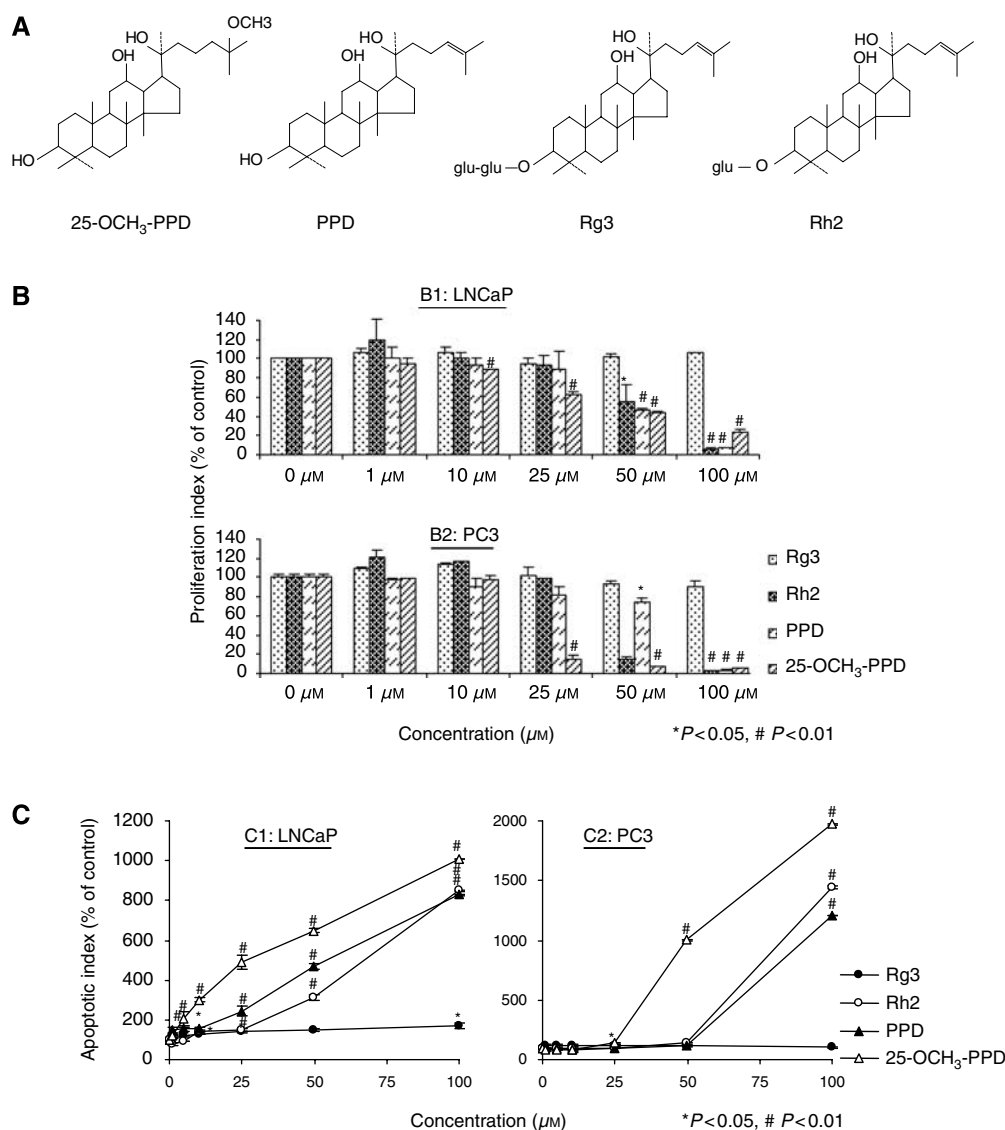 A
OCH3
HO
OH
HO
25-OCH₃-PPD
HO
OH
HO
PPD
HO
OH
glu-glu —O
Rg3
HO
OH
glu —O
Rh2
B
B1: LNCaP
Proliferation index (% of control)
140
120
100
80
60
40
20
0
# # * # # # # #
0 µM 1 µM 10 µM 25 µM 50 µM 100 µM
B2: PC3
140
120
100
80
60
40
20
0
# * # # # #
0 µM 1 µM 10 µM 25 µM 50 µM 100 µM
Rg3
Rh2
PPD
25-OCH₃-PPD
Concentration (µM)
*P<0.05, # P<0.01
C
Apoptotic index (% of control)
C1: LNCaP
1200
1000
800
600
400
200
0
# # # * * # # # # # # # # # *
0 25 50 75 100
C2: PC3
2000
1500
1000
500
0
* # # # #
0 25 50 75 100
Rg3
Rh2
PPD
25-OCH₃-PPD
Concentration (µM)
*P<0.05, # P<0.01